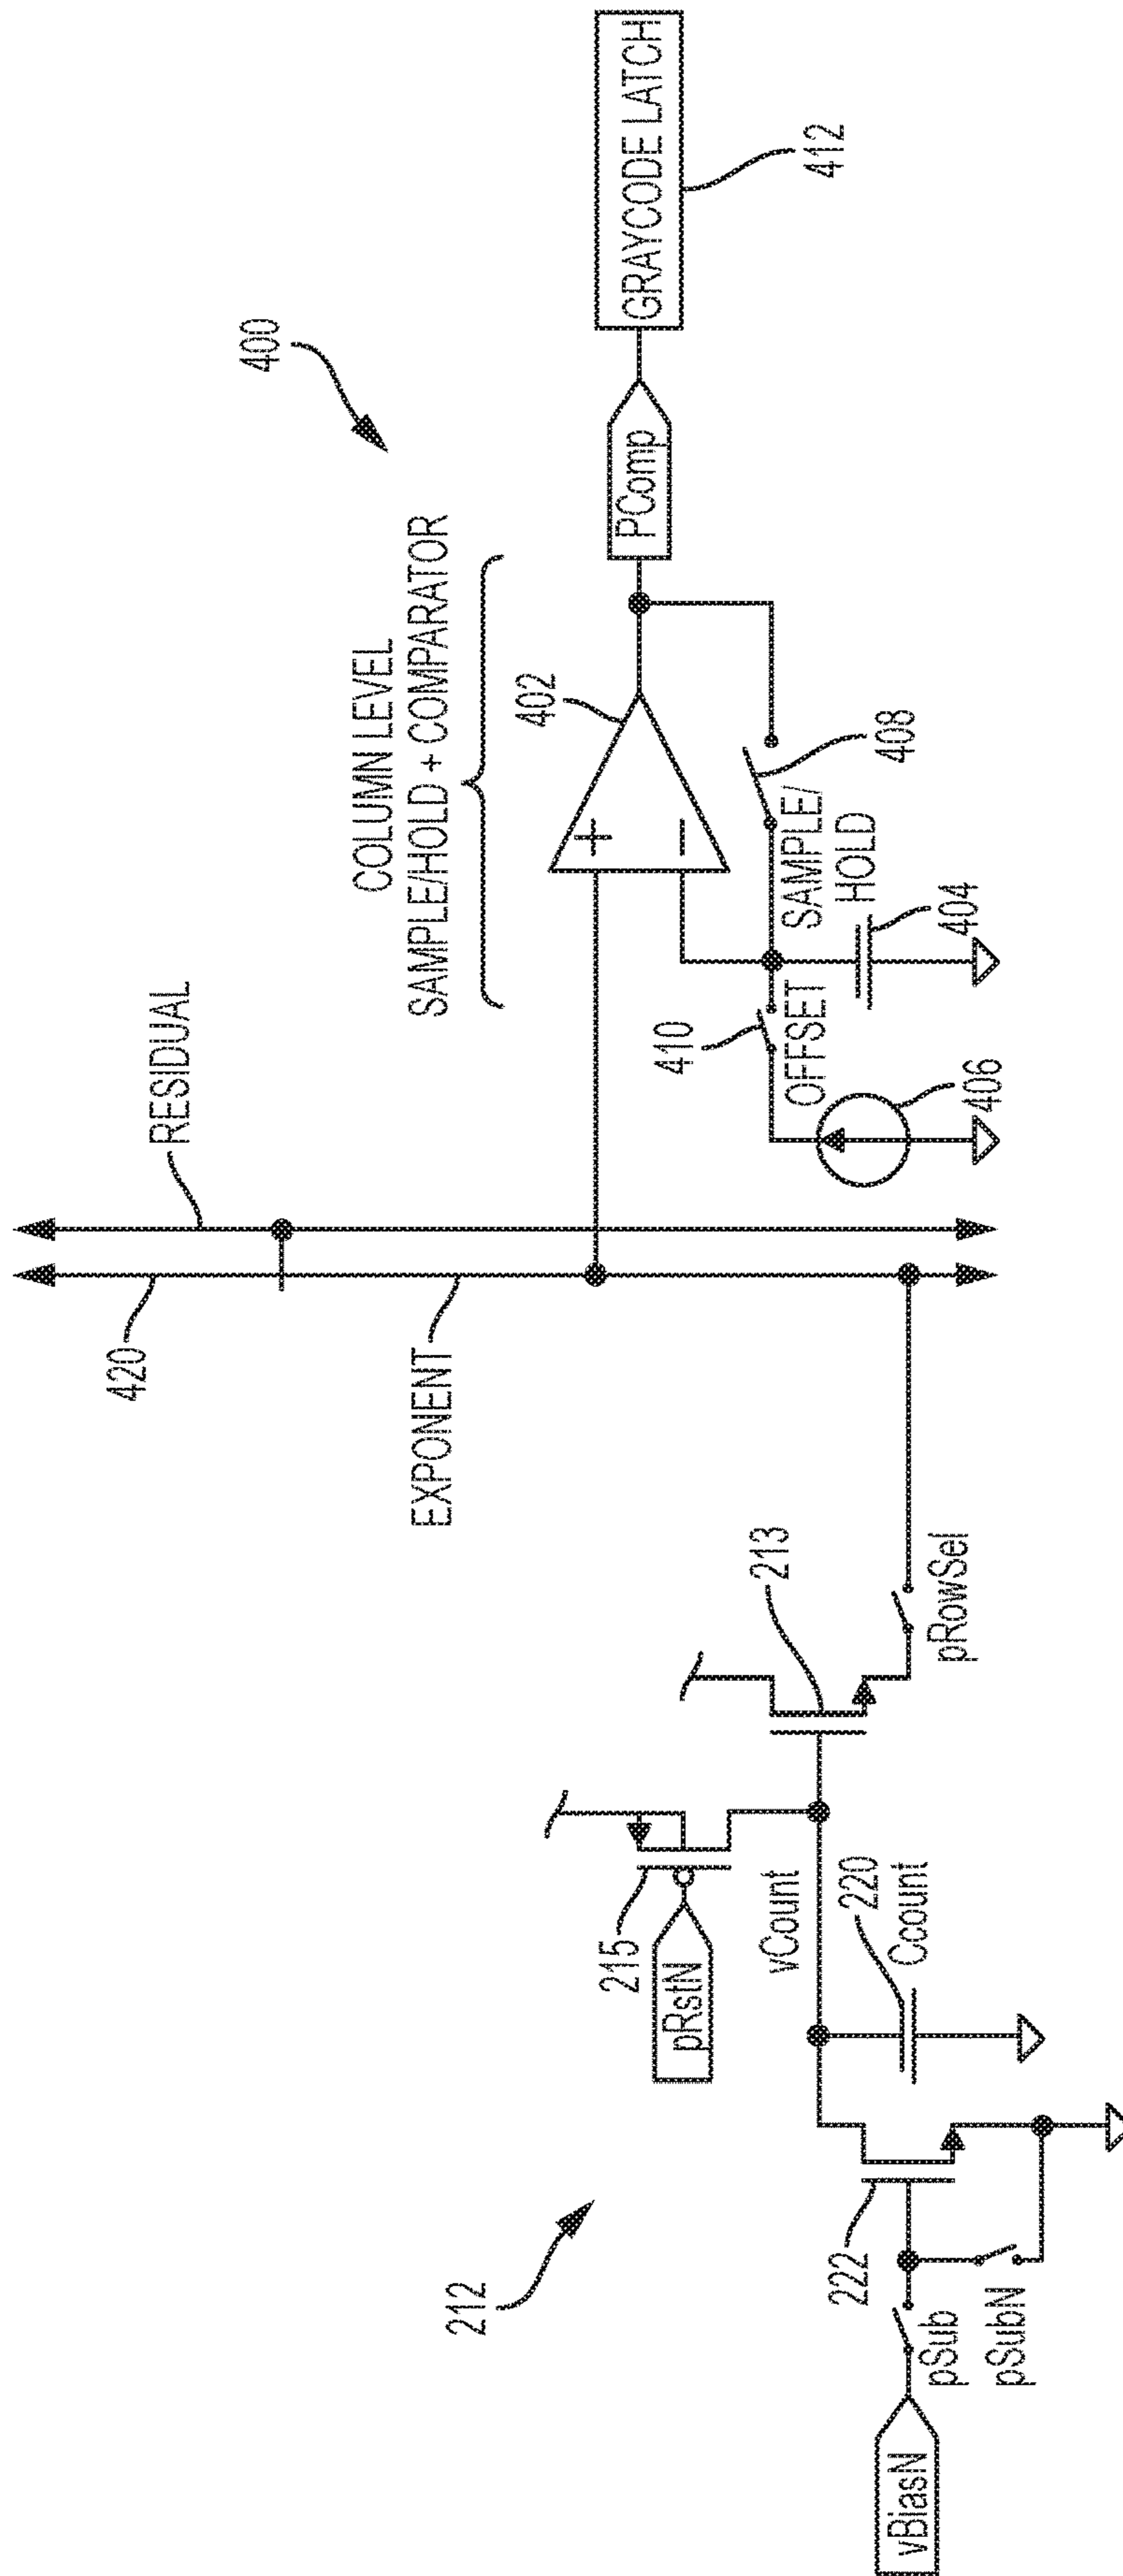 400
COLUMN LEVEL
SAMPLE/HOLD + COMPARATOR
402
PComp
GRAYCODE LATCH
412
408
SAMPLE/
HOLD
404
410
OFFSET
406
RESIDUAL
420
EXPONENT
213
pRowSel
215
pRstN
vCount
220
Ccount
212
222
pSub
pSubN
vBiasN